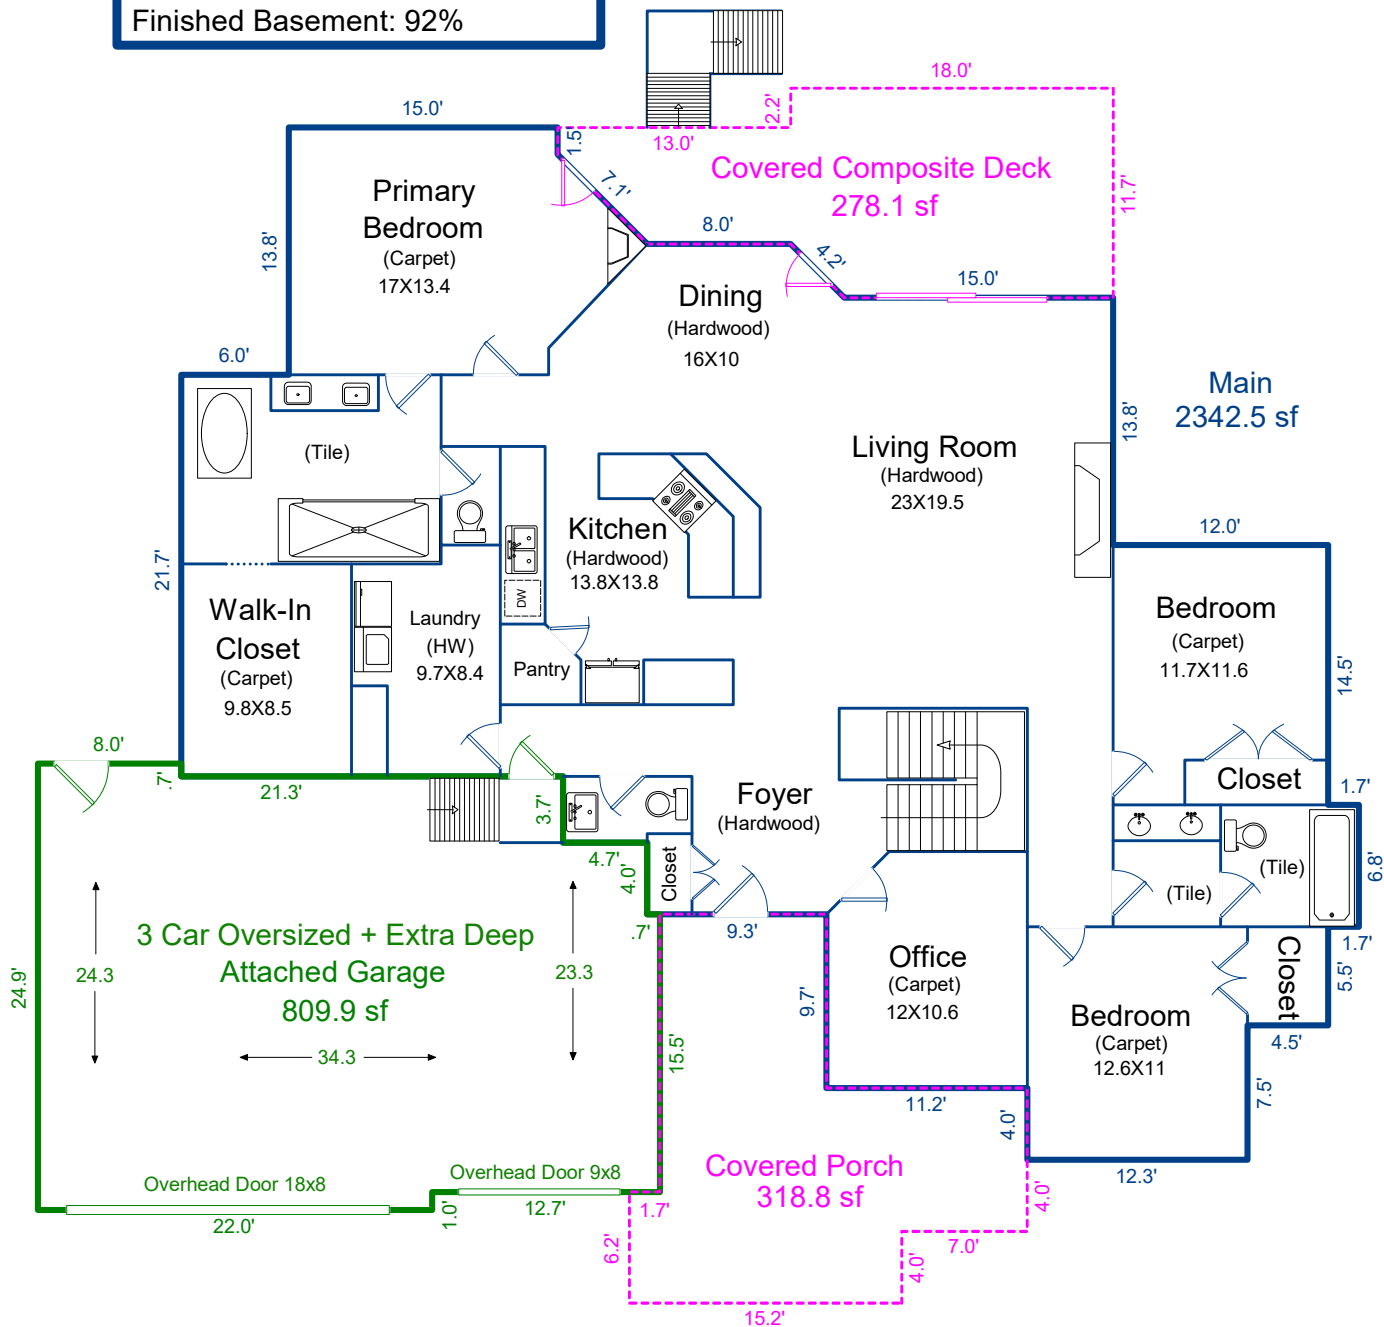 Finished Basement: 92%
18.0'
15.0'
2.2'
13.0'
1.5'
Covered Composite Deck
278.1 sf
11.7'
7.1'
Primary
Bedroom
(Carpet)
17X13.4
13.8'
8.0'
4.2'
15.0'
Dining
(Hardwood)
16X10
6.0'
Main
2342.5 sf
13.8'
Living Room
(Hardwood)
23X19.5
(Tile)
Kitchen
(Hardwood)
13.8X13.8
DW
12.0'
21.7'
Walk-In
Closet
(Carpet)
9.8X8.5
Laundry
(HW)
9.7X8.4
Pantry
Bedroom
(Carpet)
11.7X11.6
14.5'
8.0'
.7'
21.3'
3.7'
Foyer
(Hardwood)
Closet
1.7'
4.7'
4.0'
Closet
(Tile)
(Tile)
6.8'
.7'
9.3'
1.7'
3 Car Oversized + Extra Deep
Attached Garage
809.9 sf
24.9'
24.3
23.3
34.3
15.5'
9.7'
Office
(Carpet)
12X10.6
Closet
5.5'
4.5'
Bedroom
(Carpet)
12.6X11
7.5'
11.2'
4.0'
12.3'
Overhead Door 18x8
Overhead Door 9x8
22.0'
1.0'
12.7'
1.7'
Covered Porch
318.8 sf
4.0'
6.2'
7.0'
4.0'
15.2'